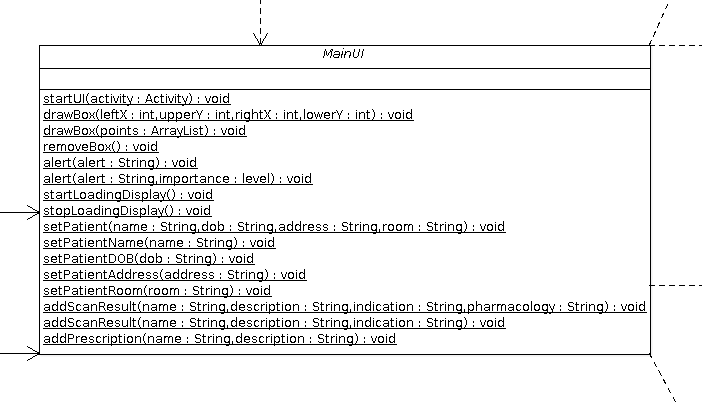 MainUI
startUI(activity : Activity) : void
drawBox(leftX : int,upperY : int,rightX : int,lowerY : int) : void
drawBox(points : ArrayList) : void
removeBox() : void
alert(alert : String) : void
alert(alert : String,importance : level) : void
startLoadingDisplay() : void
stopLoadingDisplay() : void
setPatient(name : String,dob : String,address : String,room : String) : void
setPatientName(name : String) : void
setPatientDOB(dob : String) : void
setPatientAddress(address : String) : void
setPatientRoom(room : String) : void
addScanResult(name : String,description : String,indication : String,pharmacology : String) : void
addScanResult(name : String,description : String,indication : String) : void
addPrescription(name : String,description : String) : void